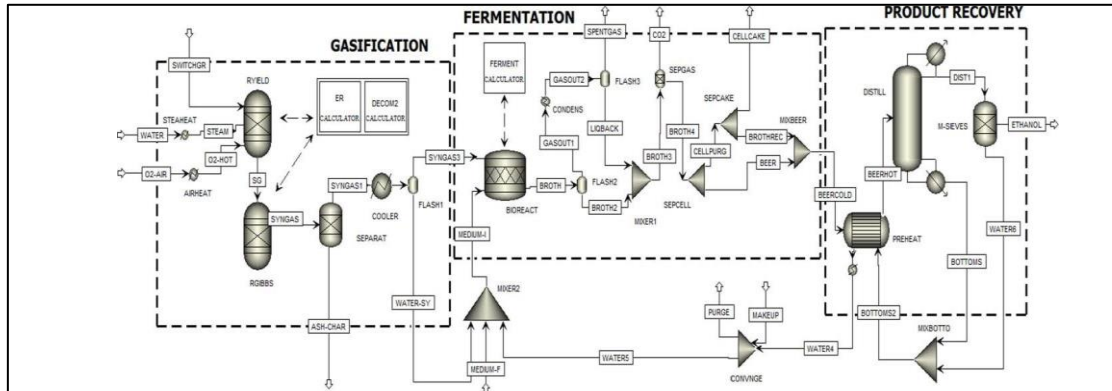 FERMENTATION
PRODUCT RECOVERY
GASIFICATION
SWITCHGR
RYIELD
ER
CALCULATOR
DECOM2
CALCULATOR
STEAHEAT
WATER
STEAM
O2-HOT
O2-AIR
AIRHEAT
SG
SYNGAS
RGIBBS
SYNGAS1
SEPARAT
COOLER
FLASH1
ASH-CHAR
WATER-SY
SYNGAS3
FERMENT
CALCULATOR
BIOREACT
MEDIUM-I
MIXER2
MEDIUM-F
SPENTGAS
GASOUT2
FLASH3
CONDENS
GASOUT1
LIQBACK
BROTH
FLASH2
BROTH2
MIXER1
CO2
SEPGAS
BROTH3
BROTH4
CELLCAKE
SEPCAKE
CELLPURG
BROTHREC
MIXBEER
BEER
SEPCELL
BEERCOLD
PREHEAT
BEERHOT
DISTILL
DIST1
M-SIEVES
ETHANOL
WATER6
BOTTOMS
BOTTOMS2
MIXBOTTO
WATER4
PURGE
MAKEUP
CONVNGE
WATER5